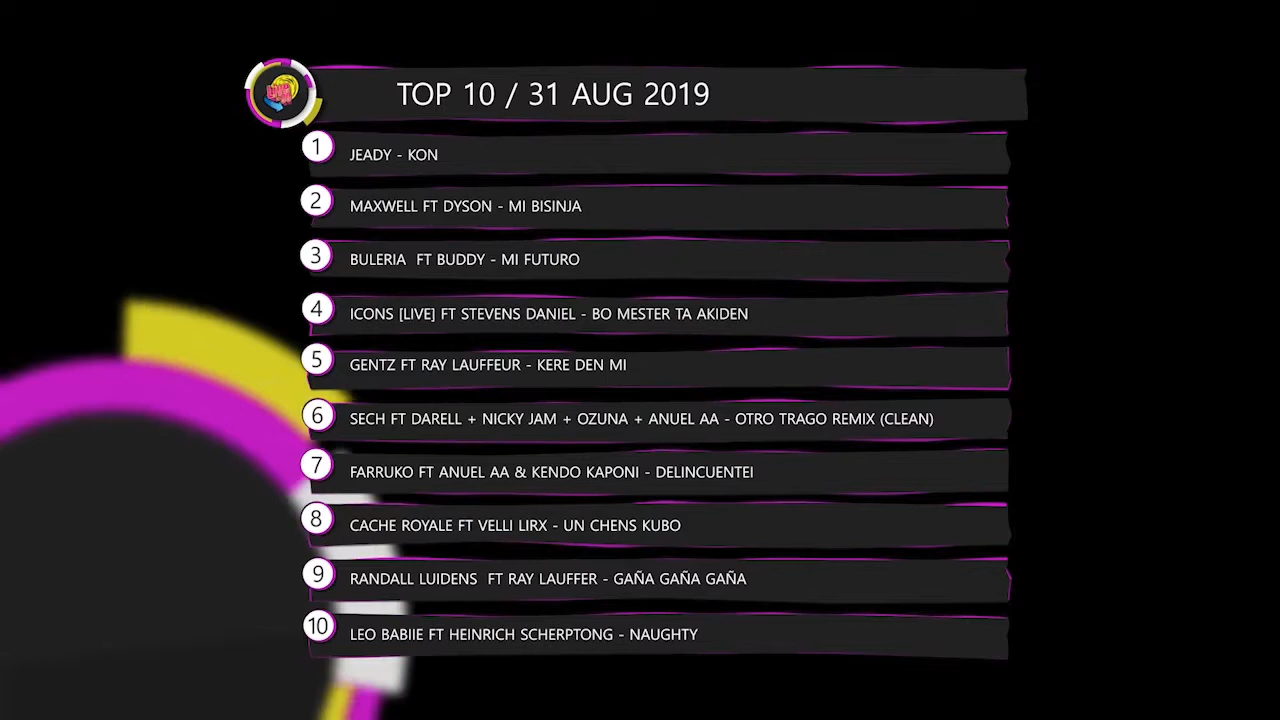 TOP 10 / 31 AUG 2019
1 JEADY - KON
2 MAXWELL FT DYSON - MI BISINJA
3 BULERIA  FT BUDDY - MI FUTURO
4 ICONS [LIVE] FT STEVENS DANIEL - BO MESTER TA AKIDEN
5 GENTZ FT RAY LAUFFEUR - KERE DEN MI
6 SECH FT DARELL + NICKY JAM + OZUNA + ANUEL AA - OTRO TRAGO REMIX (CLEAN)
7 FARRUKO FT ANUEL AA & KENDO KAPONI - DELINCUENTEI
8 CACHE ROYALE FT VELLI LIRX - UN CHENS KUBO
9 RANDALL LUIDENS  FT RAY LAUFFER - GAÑA GAÑA GAÑA
10 LEO BABIIE FT HEINRICH SCHERPTONG - NAUGHTY